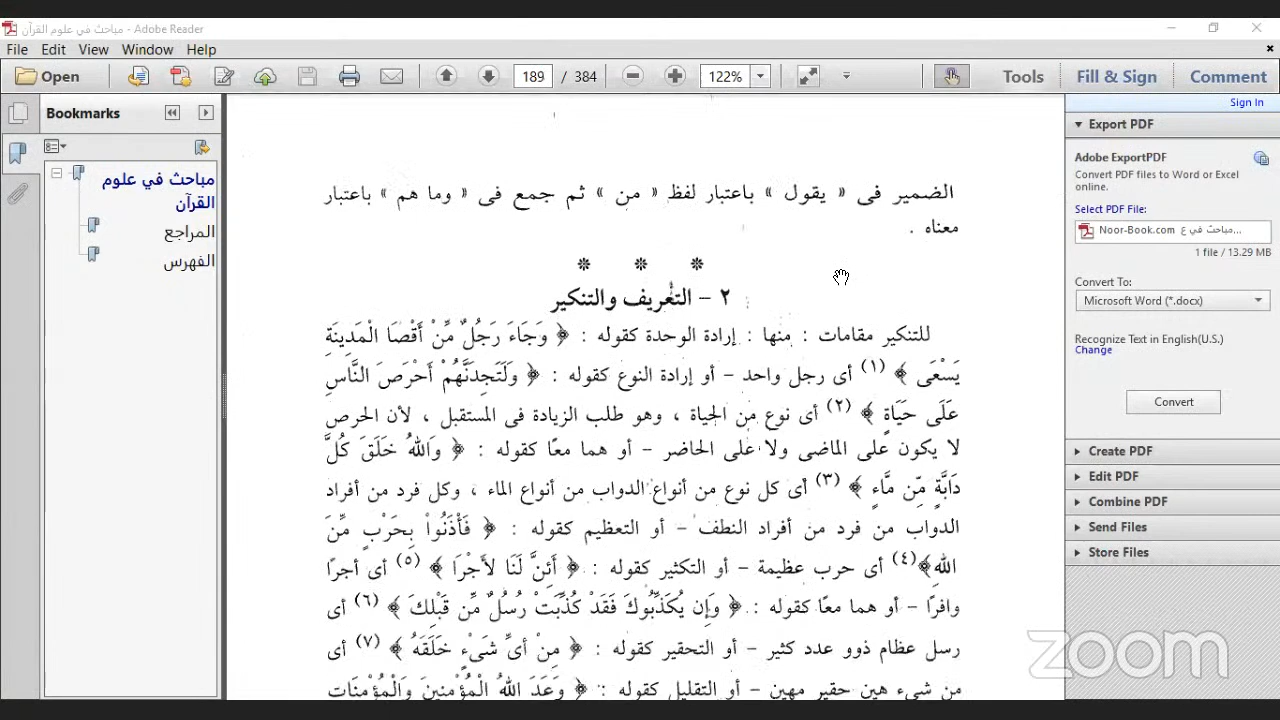 مباحث في علوم القرآن - Adobe Reader
File Edit View Window Help
Open 189 / 384 122% Tools Fill & Sign Comment
Bookmarks
مباحث في علوم
القرآن
المراجع
الفهرس
الضمير فى « يقول » باعتبار لفظ « من » ثم جمع فى « وما هم » باعتبار
معناه .
❊ ❊ ❊
٢ – التعريف والتنكير
للتنكير مقامات : منها : إرادة الوحدة كقوله : ﴿ وَجَاءَ رَجُلٌ مِّنْ أَقْصَا الْمَدِينَةِ
يَسْعَى ﴾ (١) أى رجل واحد – أو إرادة النوع كقوله : ﴿ وَلَتَجِدَنَّهُمْ أَحْرَصَ النَّاسِ
عَلَى حَيَاةٍ ﴾ (٢) أى نوع من الحياة ، وهو طلب الزيادة فى المستقبل ، لأن الحرص
لا يكون على الماضى ولا على الحاضر – أو هما معًا كقوله : ﴿ وَاللهُ خَلَقَ كُلَّ
دَابَّةٍ مِّن مَّاءٍ ﴾ (٣) أى كل نوع من أنواع الدواب من أنواع الماء ، وكل فرد من أفراد
الدواب من فرد من أفراد النطف – أو التعظيم كقوله : ﴿ فَأْذَنُواْ بِحَرْبٍ مِّنَ
اللهِ﴾(٤) أى حرب عظيمة – أو التكثير كقوله : ﴿ أَئِنَّ لَنَا لأَجْرًا ﴾ (٥) أى أجرًا
وافرًا – أو هما معًا كقوله : ﴿ وَإِن يُكَذِّبُوكَ فَقَدْ كُذِّبَتْ رُسُلٌ مِّن قَبْلِكَ ﴾ (٦) أى
رسل عظام ذوو عدد كثير – أو التحقير كقوله : ﴿ مِنْ أَىِّ شَىْءٍ خَلَقَهُ ﴾ (٧) أى
من شىء هين حقير مهين – أو التقليل كقوله : ﴿ وَعَدَ اللهُ الْمُؤْمِنِينَ وَالْمُؤْمِنَاتِ
Sign In
Export PDF
Adobe ExportPDF
Convert PDF files to Word or Excel
online.
Select PDF File:
Noor-Book.com مباحث في ع...
1 file / 13.29 MB
Convert To:
Microsoft Word (*.docx)
Recognize Text in English(U.S.)
Change
Convert
Create PDF
Edit PDF
Combine PDF
Send Files
Store Files
zoom